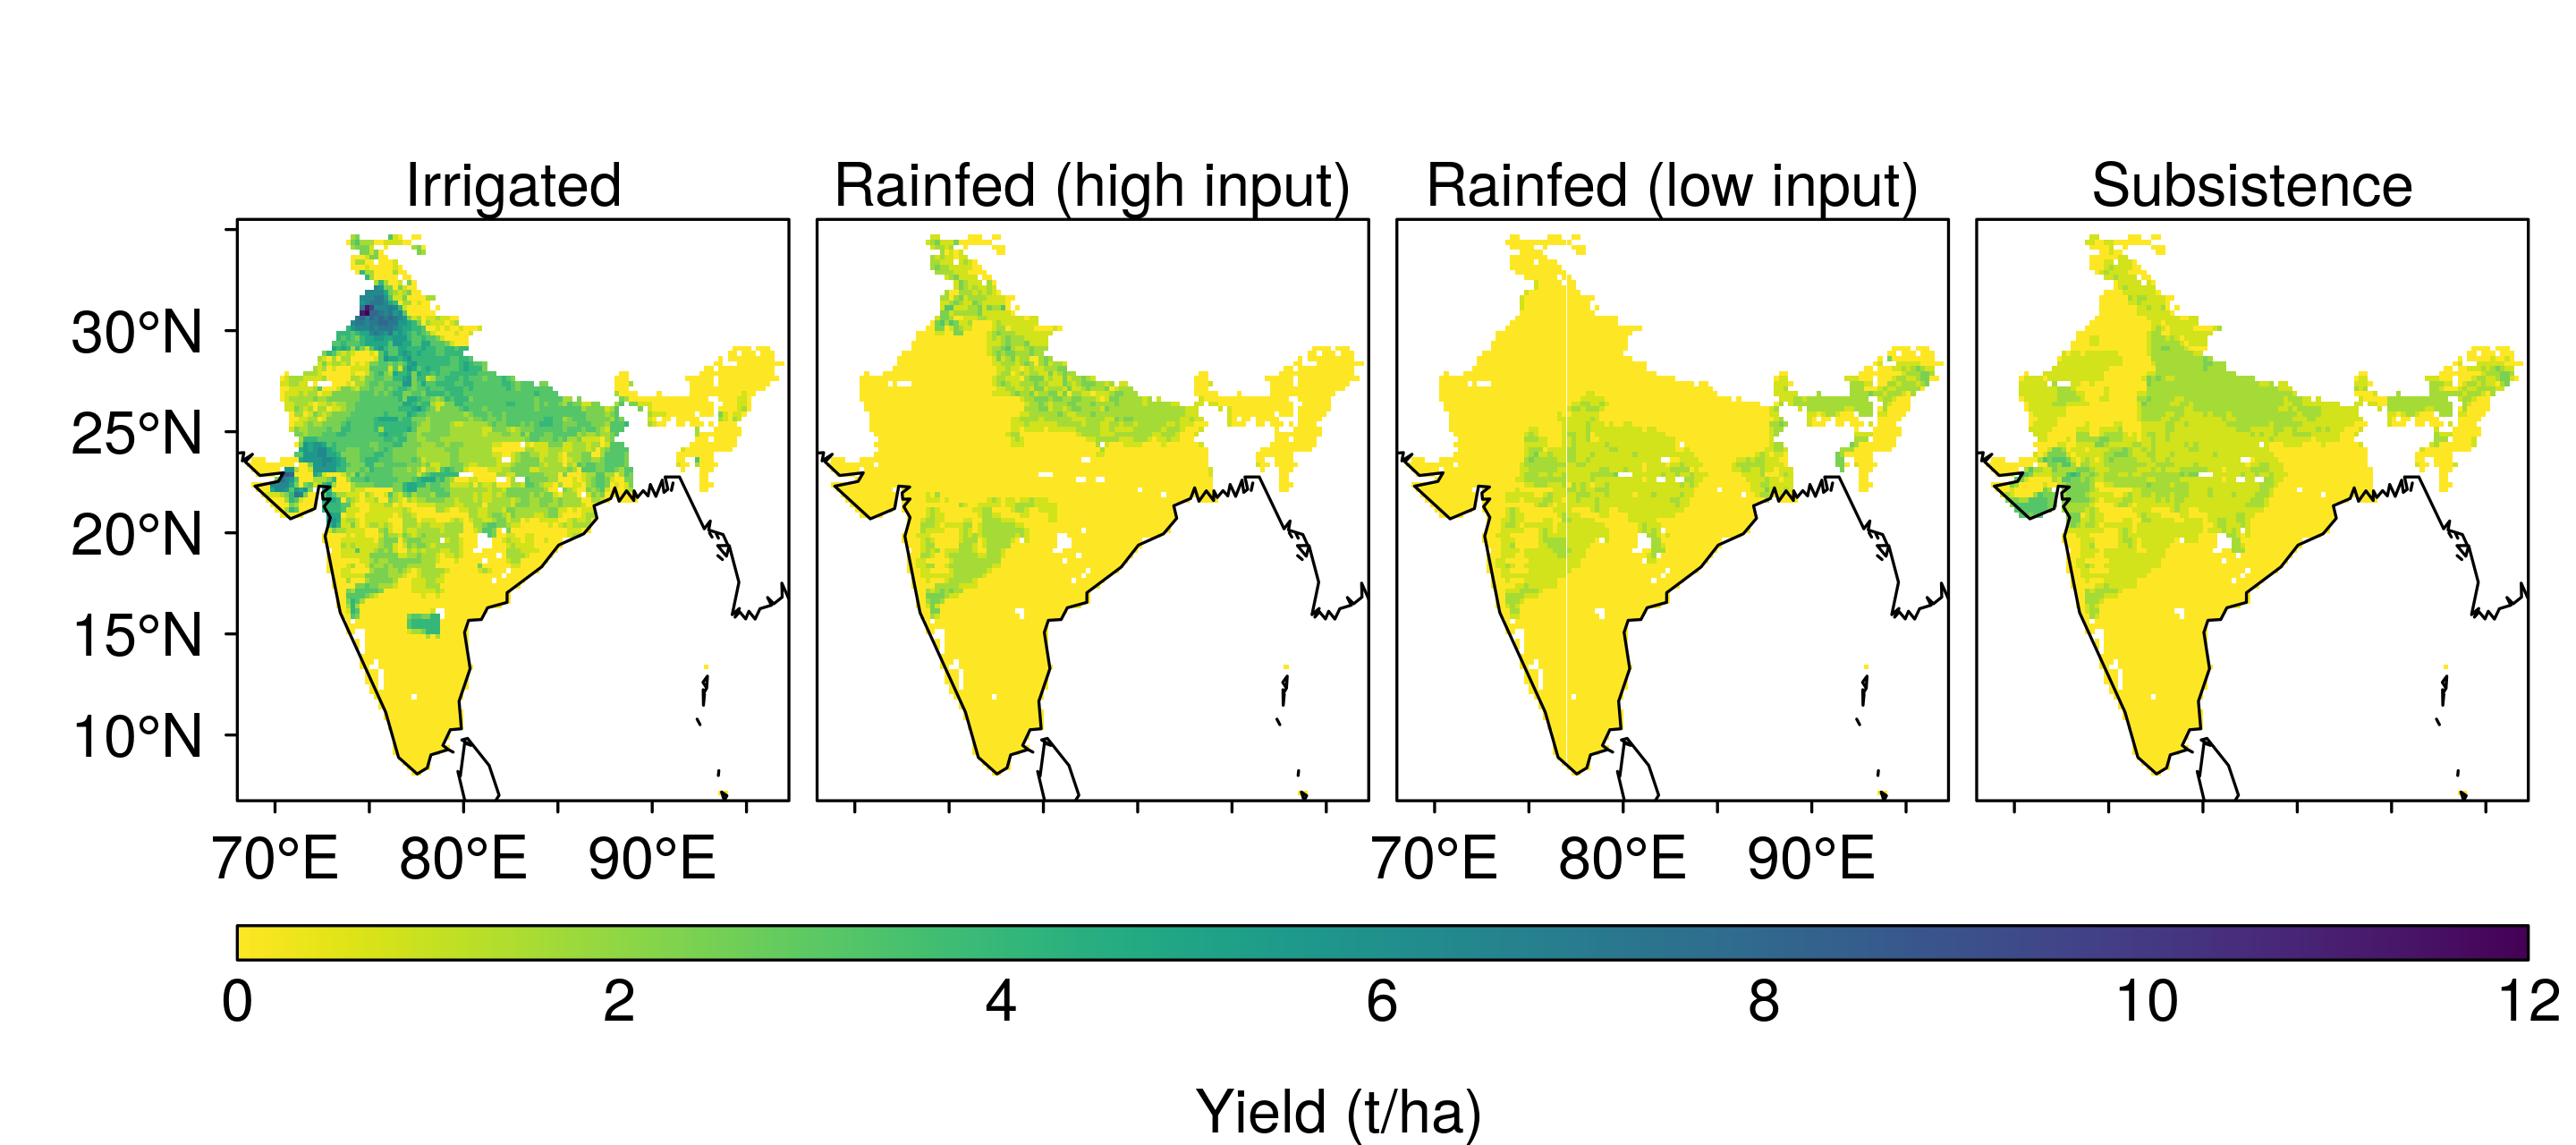 Irrigated Rainfed (high input) Rainfed (low input) Subsistence
30°N
25°N
20°N
15°N
10°N
70°E 80°E 90°E 70°E 80°E 90°E
0 2 4 6 8 10 12
Yield (t/ha)